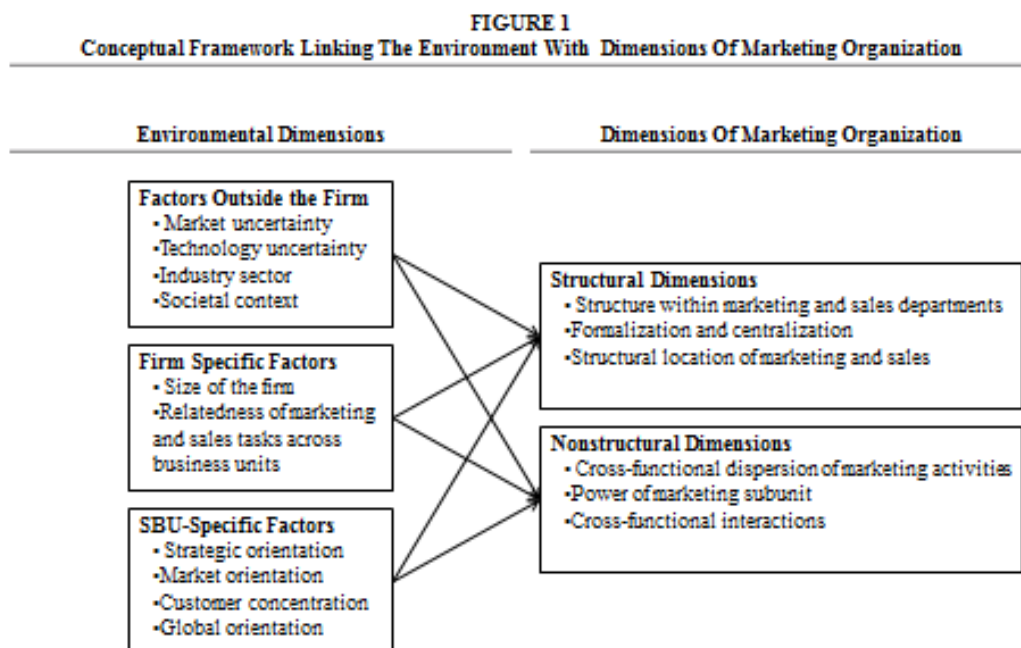 FIGURE 1
Conceptual Framework Linking The Environment With Dimensions Of Marketing Organization
Environmental Dimensions
Dimensions Of Marketing Organization
Factors Outside the Firm
▪ Market uncertainty
▪Technology uncertainty
▪Industry sector
▪Societal context
Firm Specific Factors
▪ Size of the firm
▪Relatedness of marketing
and sales tasks across
business units
SBU-Specific Factors
▪ Strategic orientation
▪Market orientation
▪Customer concentration
▪Global orientation
Structural Dimensions
▪ Structure within marketing and sales departments
▪Formalization and centralization
▪Structural location of marketing and sales
Nonstructural Dimensions
▪ Cross-functional dispersion of marketing activities
▪Power of marketing subunit
▪Cross-functional interactions